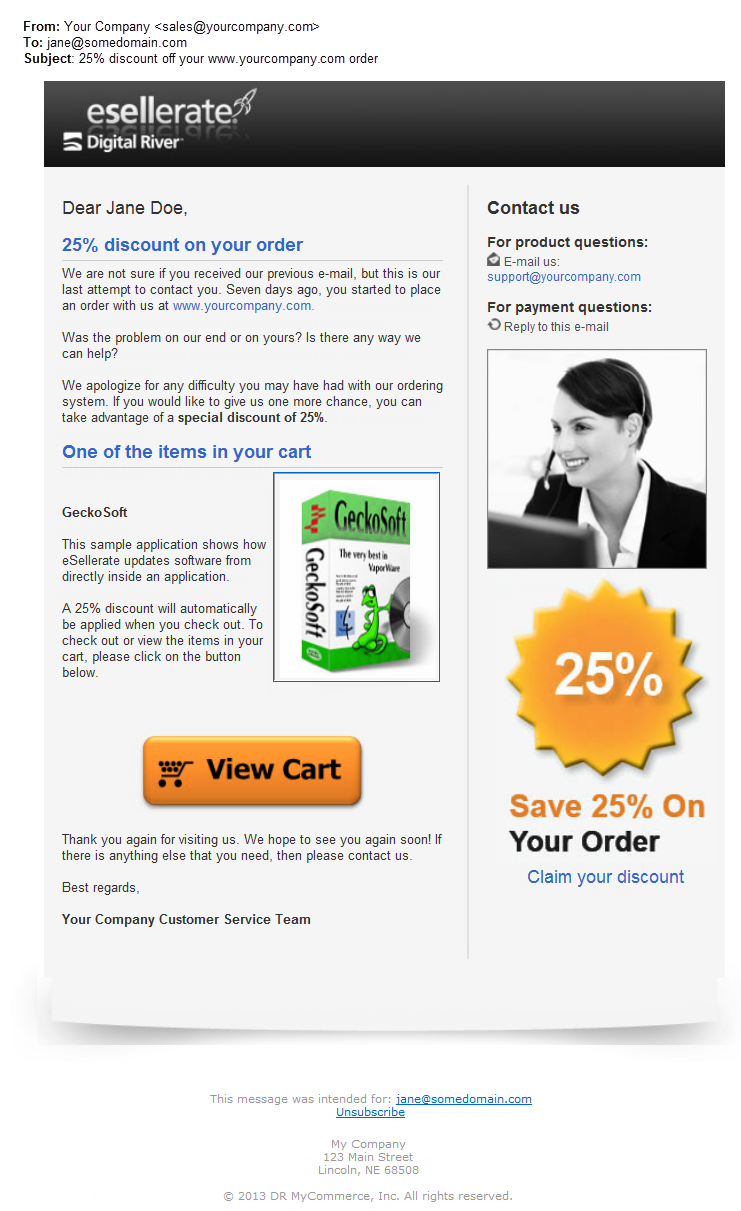 From: Your Company <sales@yourcompany.com>
To: jane@somedomain.com
Subject: 25% discount off your www.yourcompany.com order
esellerate.
Digital River
Dear Jane Doe,
25% discount on your order
We are not sure if you received our previous e-mail, but this is our
last attempt to contact you. Seven days ago, you started to place
an order with us at www.yourcompany.com.
Was the problem on our end or on yours? Is there any way we
can help?
We apologize for any difficulty you may have had with our ordering
system. If you would like to give us one more chance, you can
take advantage of a special discount of 25%.
One of the items in your cart
GeckoSoft
This sample application shows how
eSellerate updates software from
directly inside an application.
A 25% discount will automatically
be applied when you check out. To
check out or view the items in your
cart, please click on the button
below.
GeckoSoft
GeckoSoft
The very best in
VaporWare
View Cart
Thank you again for visiting us. We hope to see you again soon! If
there is anything else that you need, then please contact us.
Best regards,
Your Company Customer Service Team
Contact us
For product questions:
E-mail us:
support@yourcompany.com
For payment questions:
Reply to this e-mail
25%
Save 25% On
Your Order
Claim your discount
This message was intended for: jane@somedomain.com
Unsubscribe
My Company
123 Main Street
Lincoln, NE 68508
© 2013 DR MyCommerce, Inc. All rights reserved.